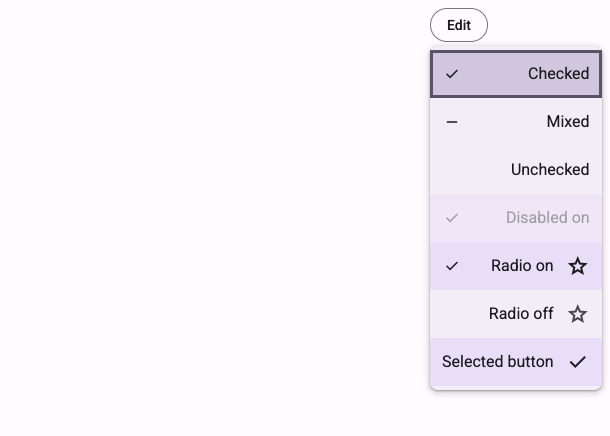 Edit
Checked
Mixed
Unchecked
Disabled on
Radio on
Radio off
Selected button